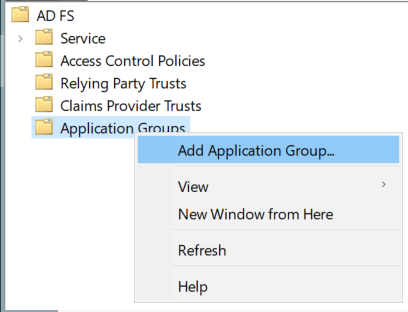 AD FS
Service
Access Control Policies
Relying Party Trusts
Claims Provider Trusts
Application Groups
Add Application Group...
View
New Window from Here
Refresh
Help